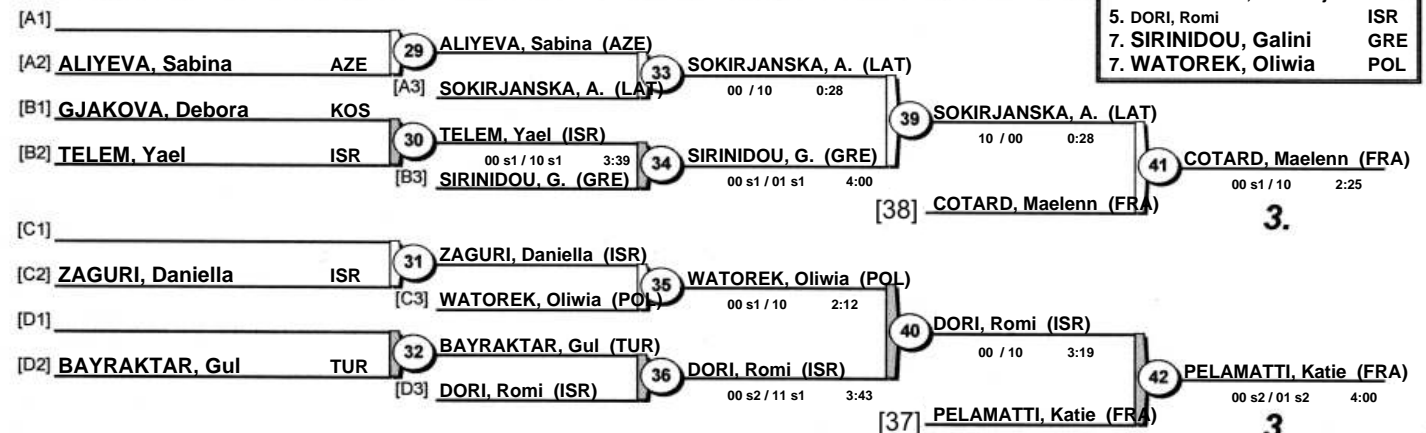 [A1]
[A2] ALIYEVA, Sabina AZE
29 ALIYEVA, Sabina (AZE)
[A3] SOKIRJANSKA, A. (LAT)
33 SOKIRJANSKA, A. (LAT)
00 / 10 0:28
[B1] GJAKOVA, Debora KOS
[B2] TELEM, Yael ISR
30 TELEM, Yael (ISR)
00 s1 / 10 s1 3:39
[B3] SIRINIDOU, G. (GRE)
34 SIRINIDOU, G. (GRE)
00 s1 / 01 s1 4:00
39 SOKIRJANSKA, A. (LAT)
10 / 00 0:28
[38] COTARD, Maelenn (FRA)
41 COTARD, Maelenn (FRA)
00 s1 / 10 2:25
3.
[C1]
[C2] ZAGURI, Daniella ISR
31 ZAGURI, Daniella (ISR)
[C3] WATOREK, Oliwia (POL)
35 WATOREK, Oliwia (POL)
00 s1 / 10 2:12
[D1]
[D2] BAYRAKTAR, Gul TUR
32 BAYRAKTAR, Gul (TUR)
[D3] DORI, Romi (ISR)
36 DORI, Romi (ISR)
00 s2 / 11 s1 3:43
40 DORI, Romi (ISR)
00 / 10 3:19
[37] PELAMATTI, Katie (FRA)
42 PELAMATTI, Katie (FRA)
00 s2 / 01 s2 4:00
3
5. DORI, Romi ISR
7. SIRINIDOU, Galini GRE
7. WATOREK, Oliwia POL